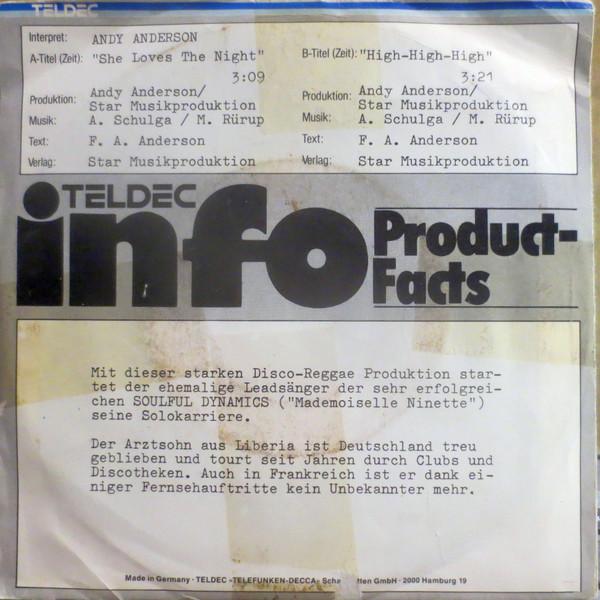 TELDEC
Interpret: ANDY ANDERSON
A-Titel (Zeit): "She Loves The Night"
3:09
Produktion: Andy Anderson/
Star Musikproduktion
Musik: A. Schulga / M. Rürup
Text: F. A. Anderson
Verlag: Star Musikproduktion
B-Titel (Zeit): "High-High-High"
3:21
Produktion: Andy Anderson/
Star Musikproduktion
Musik: A. Schulga / M. Rürup
Text: F. A. Anderson
Verlag: Star Musikproduktion
TELDEC
info
Product-
Facts
Mit dieser starken Disco-Reggae Produktion star-
tet der ehemalige Leadsänger der sehr erfolgrei-
chen SOULFUL DYNAMICS ("Mademoiselle Ninette")
seine Solokarriere.
Der Arztsohn aus Liberia ist Deutschland treu
geblieben und tourt seit Jahren durch Clubs und
Discotheken. Auch in Frankreich ist er dank ei-
niger Fernsehauftritte kein Unbekannter mehr.
Made in Germany · TELDEC »TELEFUNKEN-DECCA« GmbH · 2000 Hamburg 19